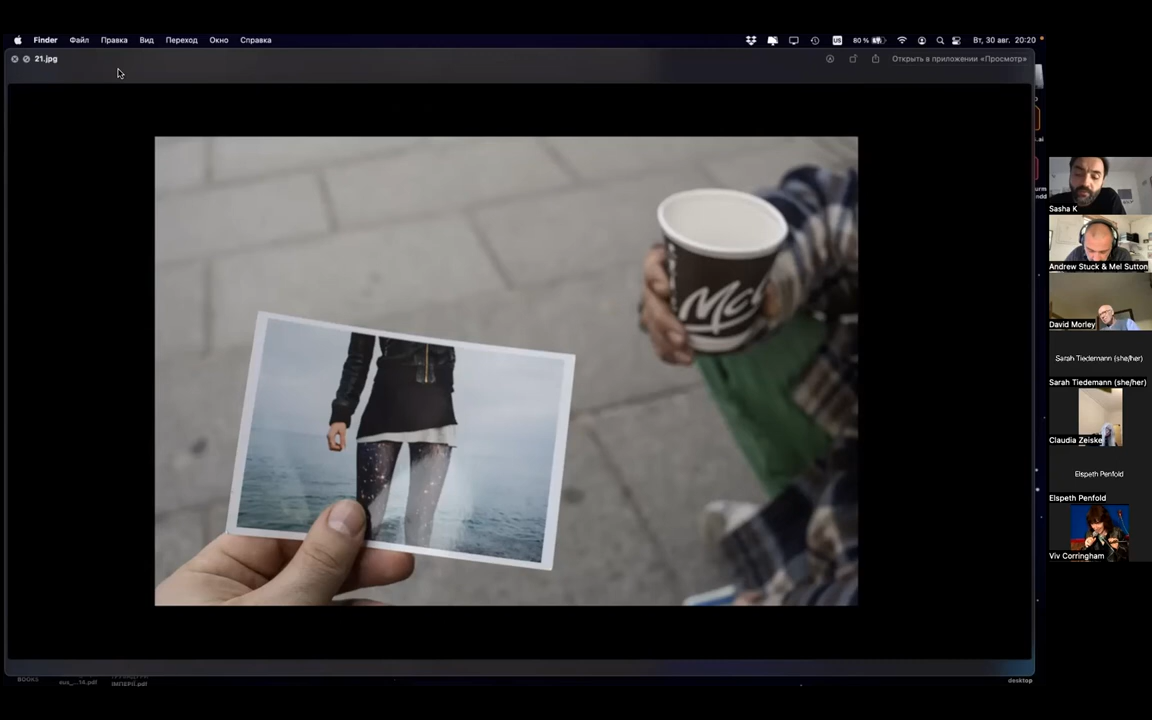 Finder Файл Правка Вид Переход Окно Справка
80 % Вт, 30 авг. 20:20
21.jpg
Открыть в приложении «Просмотр»
McC
Sasha K
Andrew Stuck & Mel Sutton
David Morley
Sarah Tiedemann (she/her)
Sarah Tiedemann (she/her)
Claudia Zeiske
Elspeth Penfold
Elspeth Penfold
Viv Corringham
BOOKS
desktop